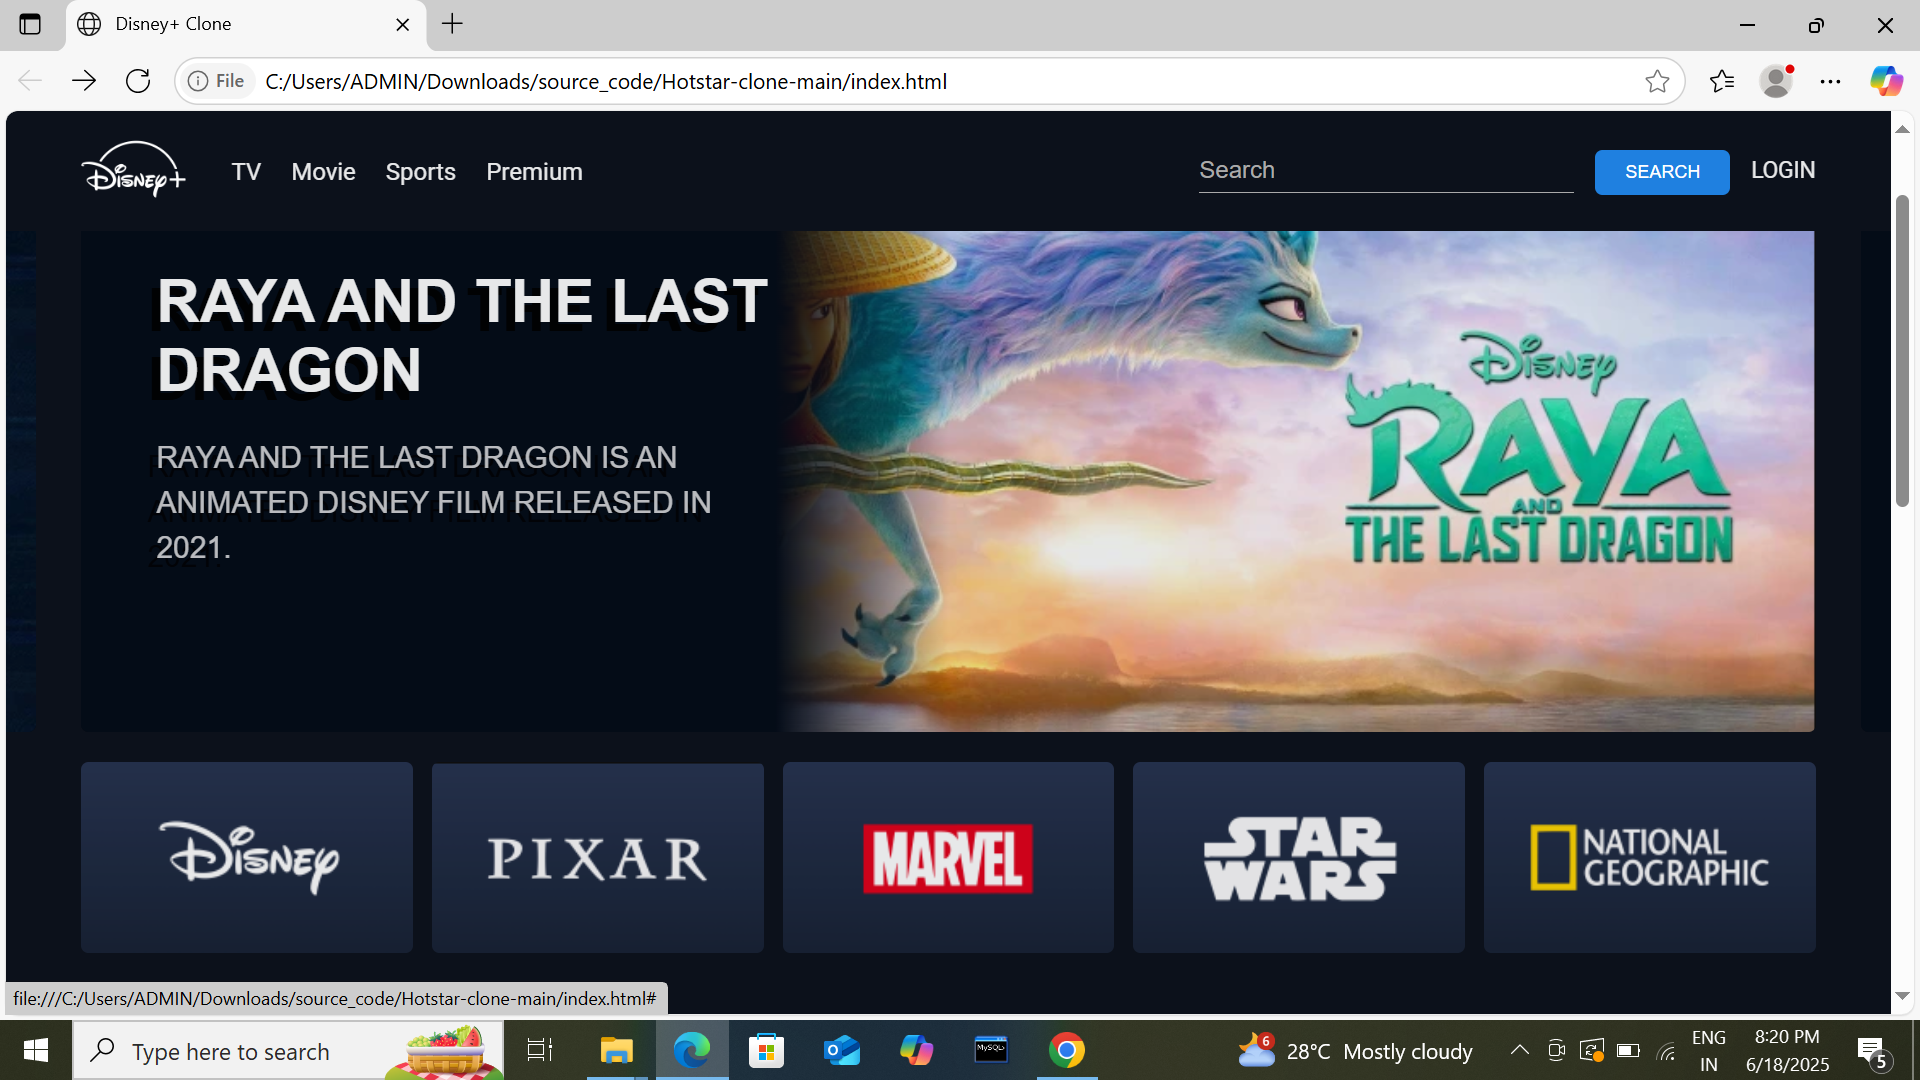 Disney+ Clone
File
C:/Users/ADMIN/Downloads/source_code/Hotstar-clone-main/index.html
Disney+
TV
Movie
Sports
Premium
Search
SEARCH
LOGIN
RAYA AND THE LAST
DRAGON
RAYA AND THE LAST DRAGON IS AN
ANIMATED DISNEY FILM RELEASED IN
2021.
Disney
RAYA
AND
THE LAST DRAGON
Disney
PIXAR
MARVEL
STAR
WARS
NATIONAL
GEOGRAPHIC
file:///C:/Users/ADMIN/Downloads/source_code/Hotstar-clone-main/index.html#
Type here to search
MySQL
6
28°C Mostly cloudy
ENG
IN
8:20 PM
6/18/2025
5